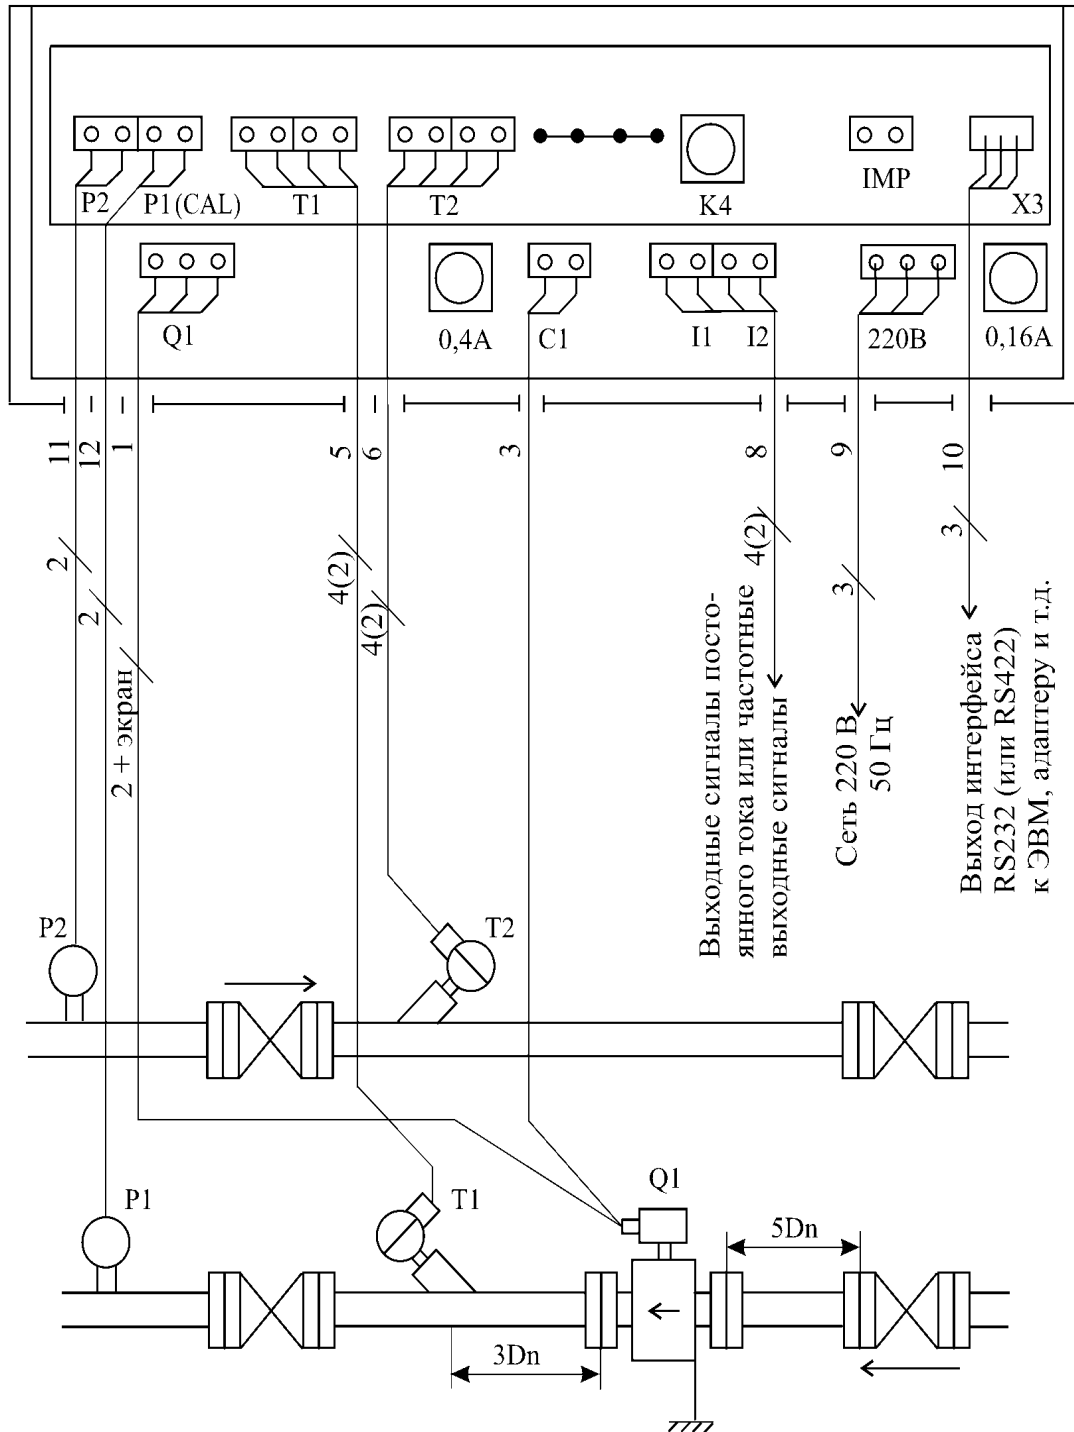 P2
P1(CAL)
T1
T2
K4
IMP
X3
Q1
0,4А
C1
I1
I2
220В
0,16А
11
12
1
5
6
3
8
9
10
2
2
2 + экран
4(2)
4(2)
4(2)
3
3
Выходные сигналы посто-
янного тока или частотные
выходные сигналы
Сеть 220 В
50 Гц
Выход интерфейса
RS232 (или RS422)
к ЭВМ, адаптеру и т.д.
P2
T2
P1
T1
Q1
5Dn
3Dn